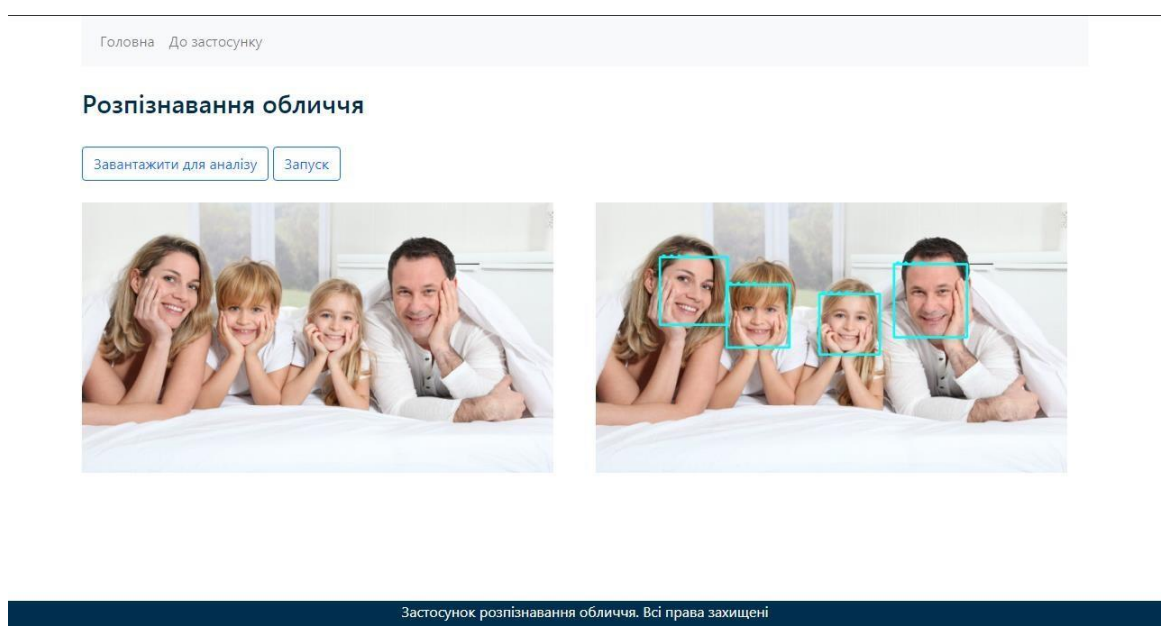 Головна До застосунку
Розпізнавання обличчя
Завантажити для аналізу Запуск
Застосунок розпізнавання обличчя. Всі права захищені